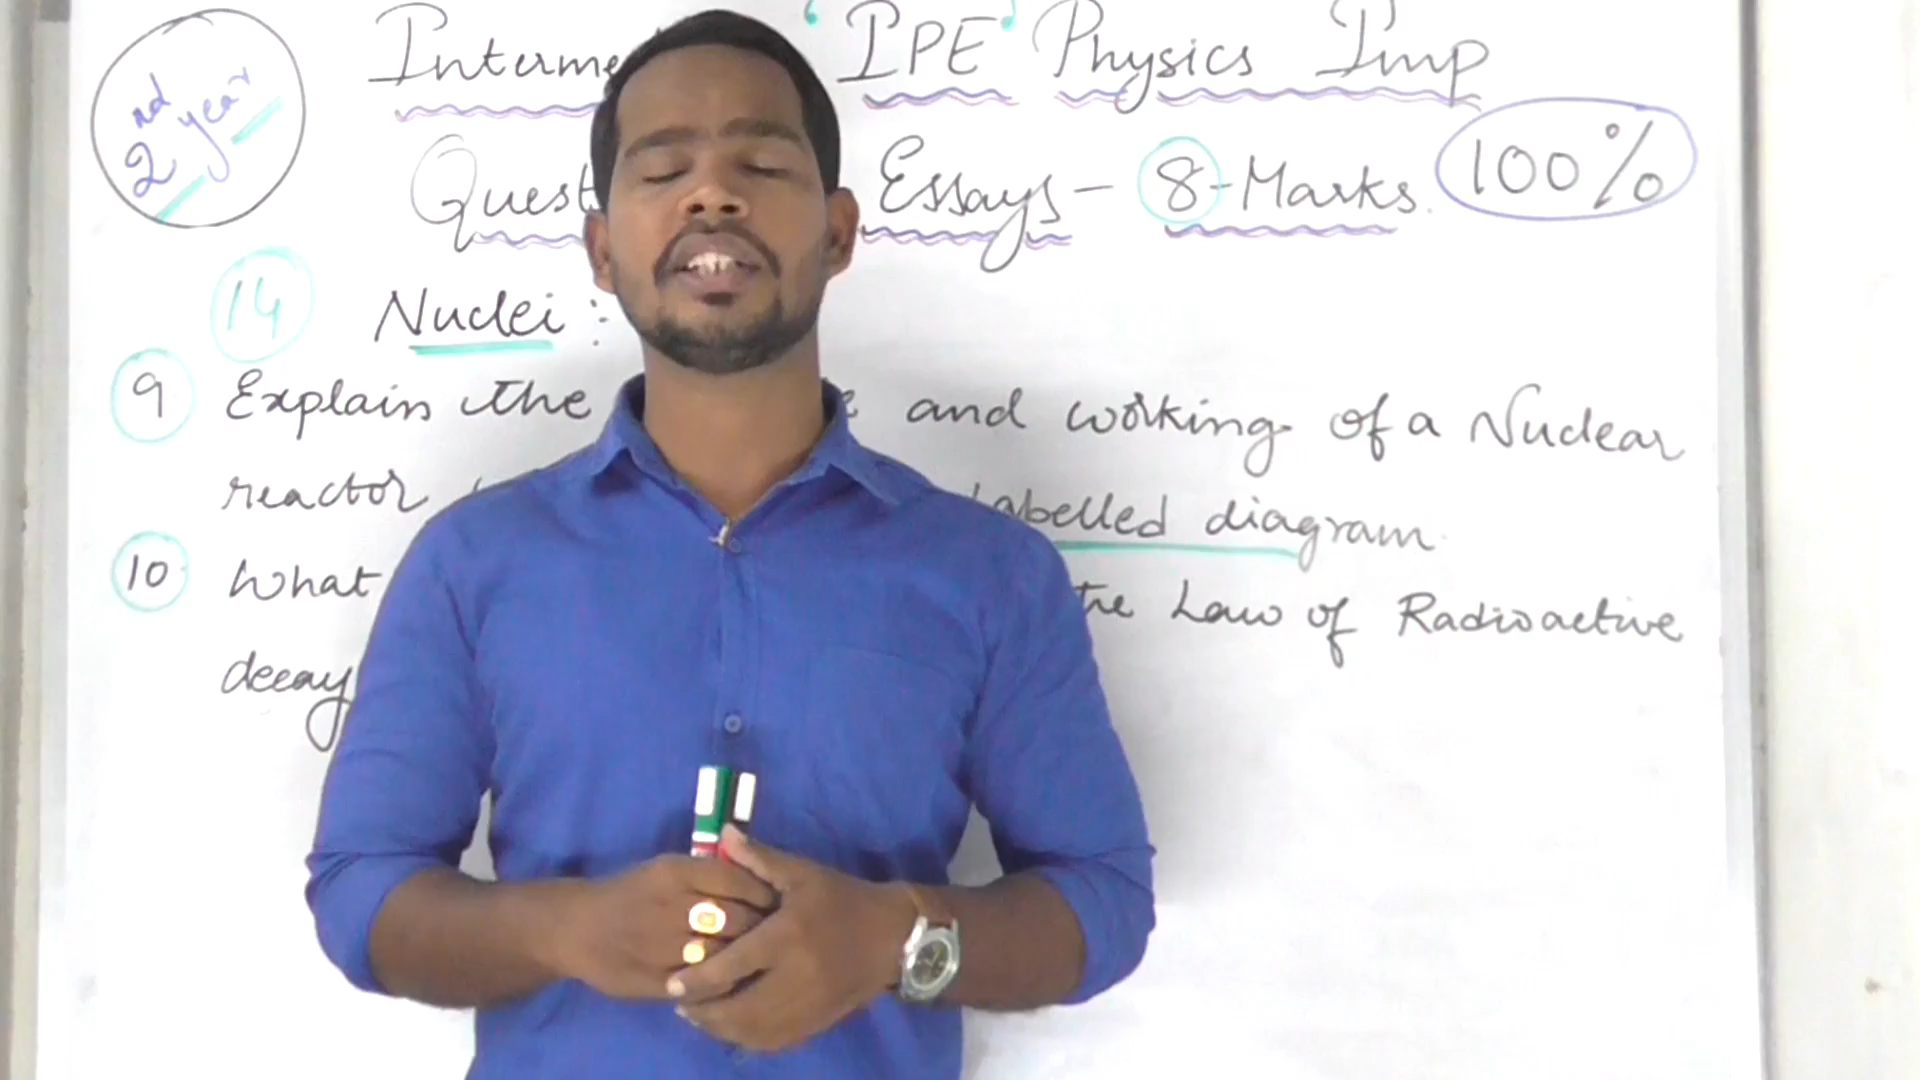 2nd year
Interme 'IPE' Physics Imp
Quest Essays - 8-Marks. 100%
14 Nuclei :
9 Explain the and working of a Nuclear
reactor labelled diagram.
10 What the Law of Radioactive
decay